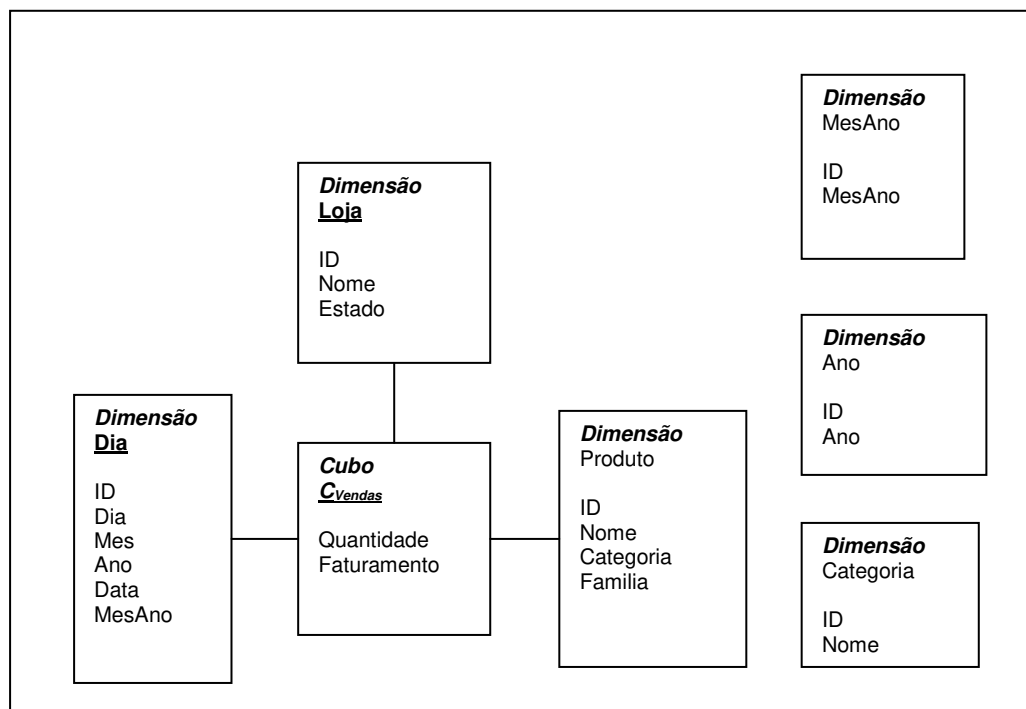 Dimensão
Loja
ID
Nome
Estado
Dimensão
Dia
ID
Dia
Mes
Ano
Data
MesAno
Cubo
CVendas
Quantidade
Faturamento
Dimensão
Produto
ID
Nome
Categoria
Familia
Dimensão
MesAno
ID
MesAno
Dimensão
Ano
ID
Ano
Dimensão
Categoria
ID
Nome